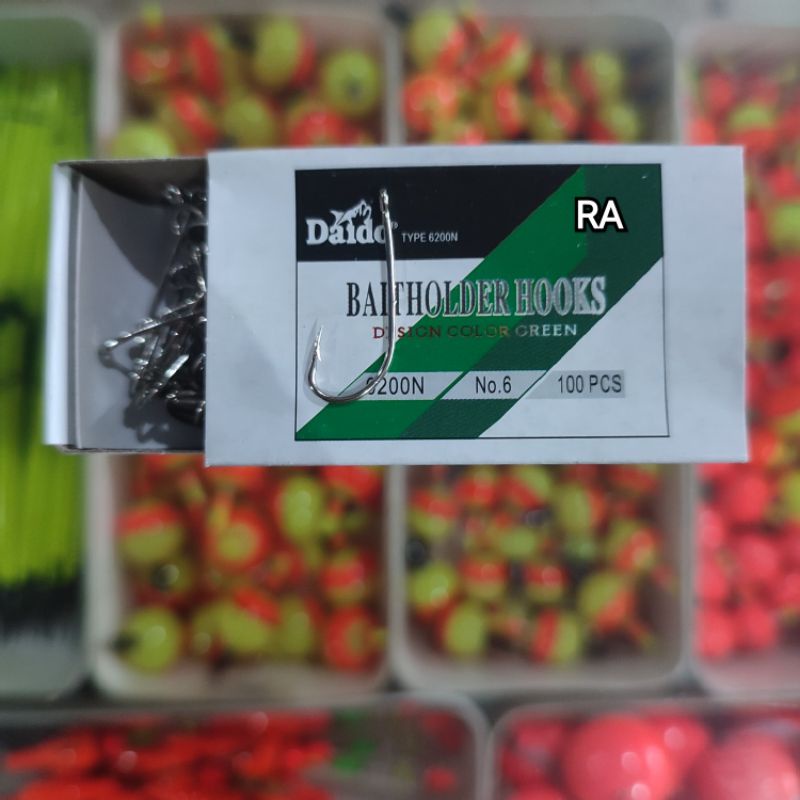 RA
Daido® TYPE 6200N
BAITHOLDER HOOKS
DESIGN COLOR GREEN
6200N No.6 100 PCS